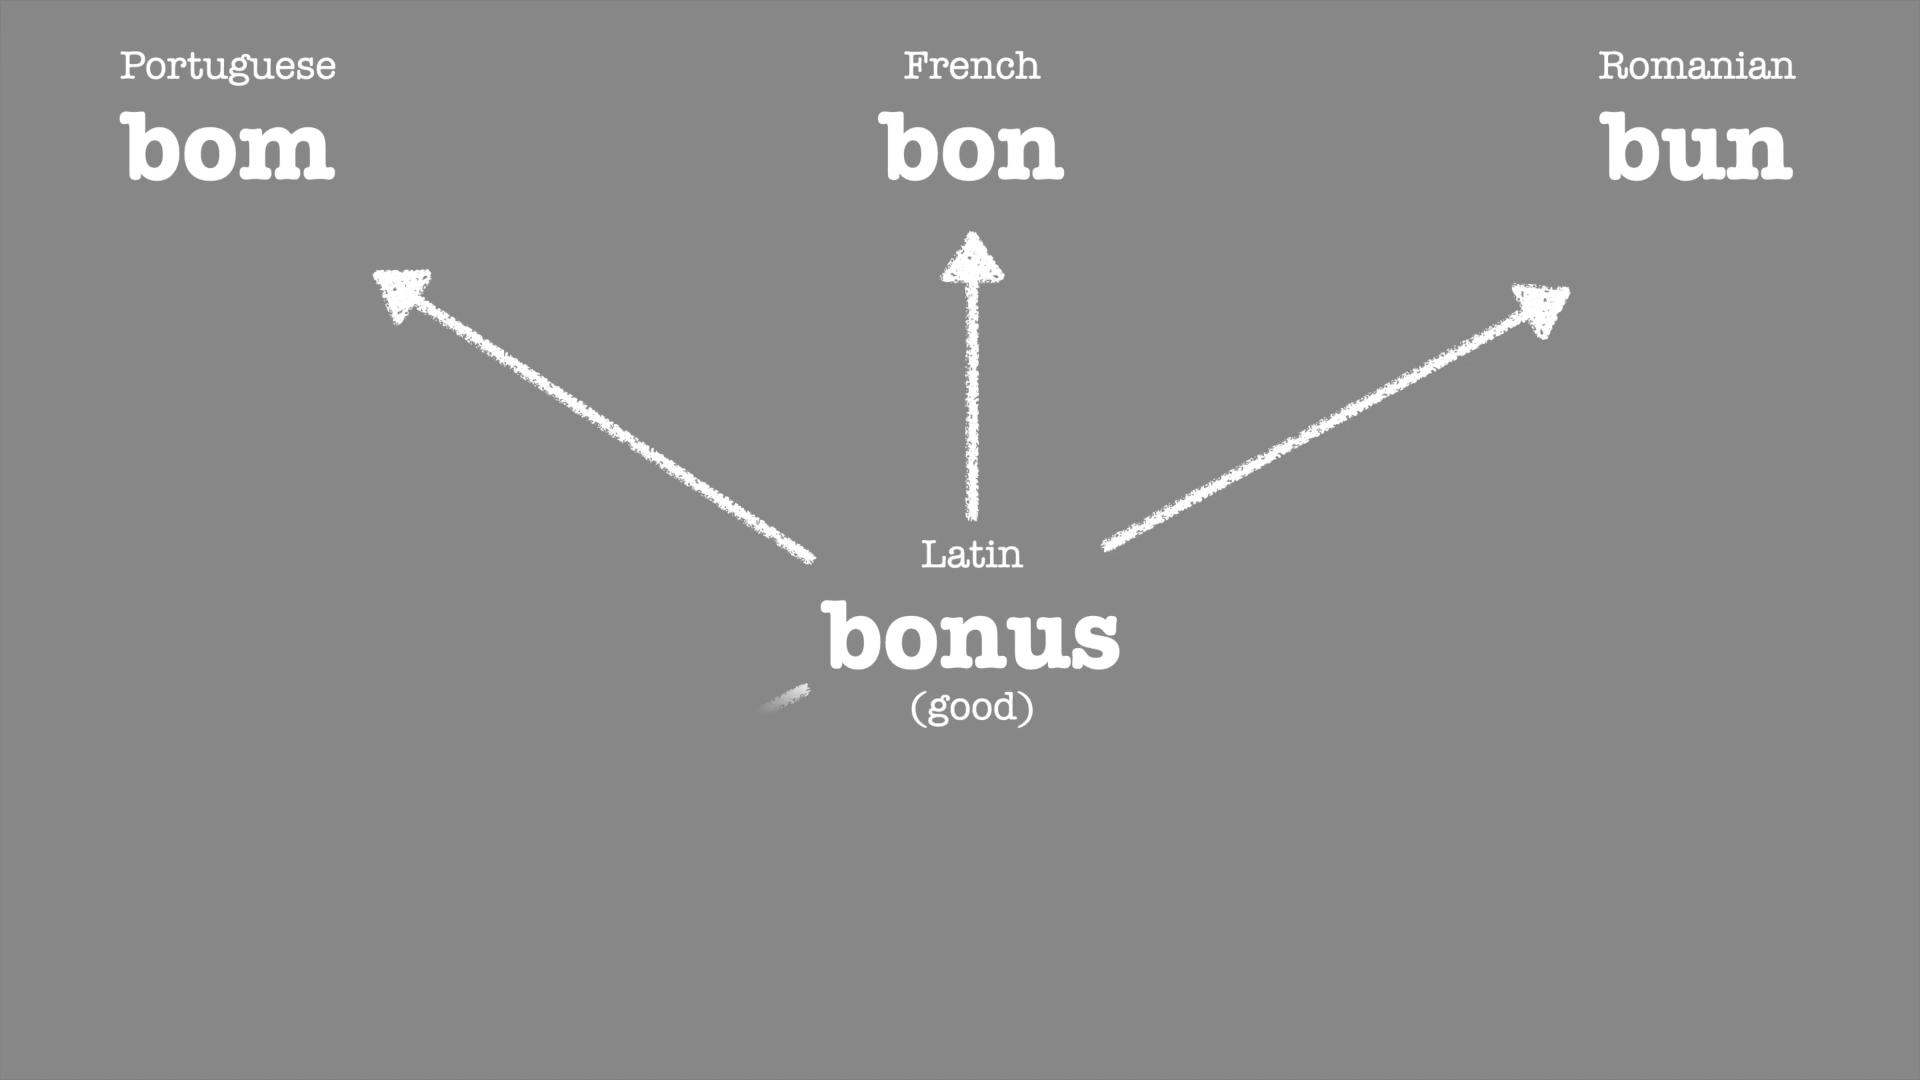 Portuguese
bom
French
bon
Romanian
bun
Latin
bonus
(good)